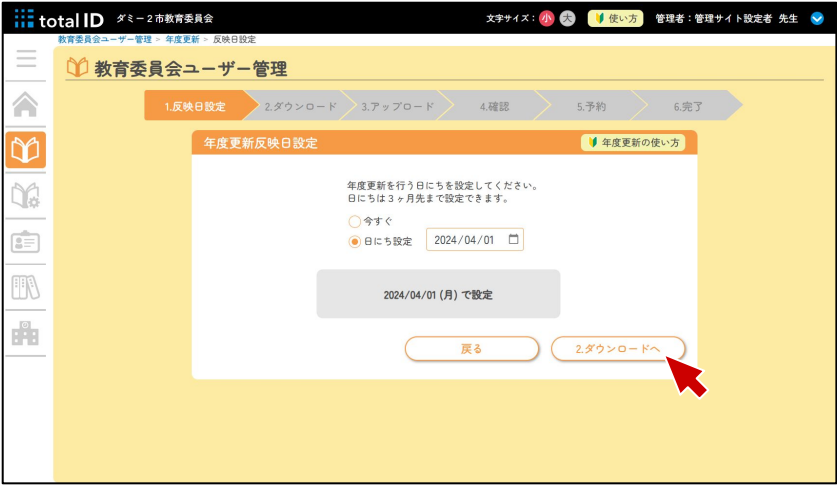 total ID ダミー2市教育委員会 文字サイズ： 小 大 使い方 管理者：管理サイト設定者 先生
教育委員会ユーザー管理 > 年度更新 > 反映日設定
教育委員会ユーザー管理
1.反映日設定 2.ダウンロード 3.アップロード 4.確認 5.予約 6.完了
年度更新反映日設定 年度更新の使い方
年度更新を行う日にちを設定してください。
日にちは3ヶ月先まで設定できます。
今すぐ
日にち設定 2024/04/01
2024/04/01 (月) で設定
戻る 2.ダウンロードへ